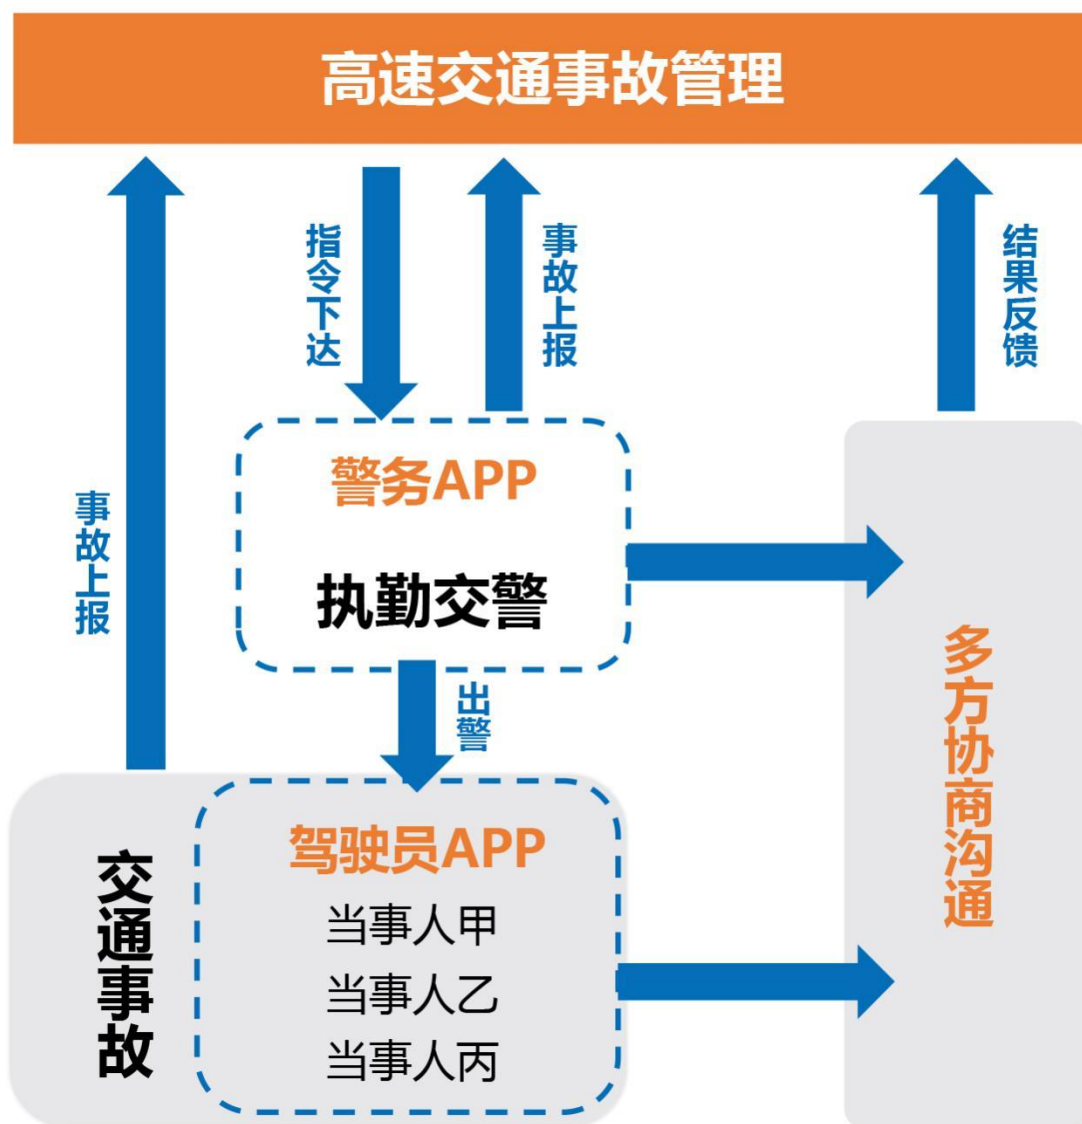 高速交通事故管理
指令下达
事故上报
结果反馈
警务APP
执勤交警
事故上报
出警
多方协商沟通
驾驶员APP
交通事故
当事人甲
当事人乙
当事人丙